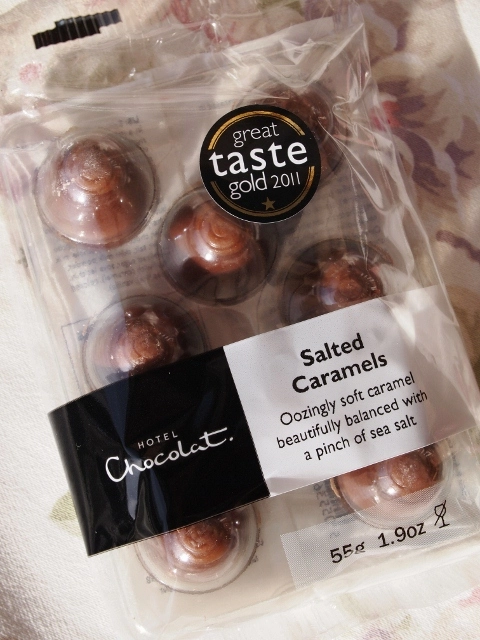 great
taste
gold 2011
Salted
Caramels
Oozingly soft caramel
beautifully balanced with
a pinch of sea salt
HOTEL
Chocolat.
55g 1.9oz